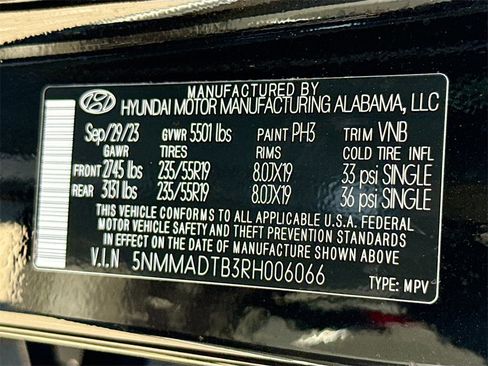 MANUFACTURED BY
HYUNDAI MOTOR MANUFACTURING ALABAMA, LLC
Sep/29/23 GVWR 5501 lbs PAINT PH3 TRIM VNB
GAWR TIRES RIMS COLD TIRE INFL
FRONT 2745 lbs 235/55R19 8.0JX19 33 psi SINGLE
REAR 3131 lbs 235/55R19 8.0JX19 36 psi SINGLE
THIS VEHICLE CONFORMS TO ALL APPLICABLE U.S.A. FEDERAL
MOTOR VEHICLE SAFETY AND THEFT PREVENTION STANDARDS
IN EFFECT ON THE DATE OF MANUFACTURE SHOWN ABOVE
V.I.N 5NMMADTB3RH006066
TYPE: MPV